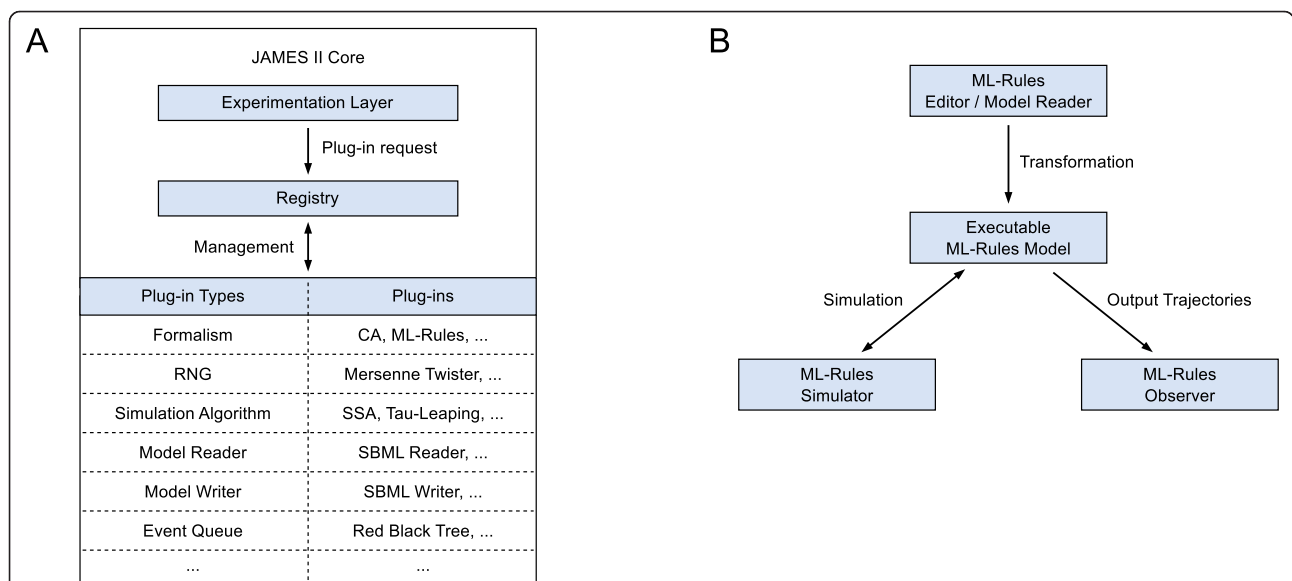 A
JAMES II Core
Experimentation Layer
Plug-in request
Registry
Management
Plug-in Types Plug-ins
Formalism CA, ML-Rules, ...
RNG Mersenne Twister, ...
Simulation Algorithm SSA, Tau-Leaping, ...
Model Reader SBML Reader, ...
Model Writer SBML Writer, ...
Event Queue Red Black Tree, ...
... ...
B
ML-Rules
Editor / Model Reader
Transformation
Executable
ML-Rules Model
Simulation
Output Trajectories
ML-Rules
Simulator
ML-Rules
Observer